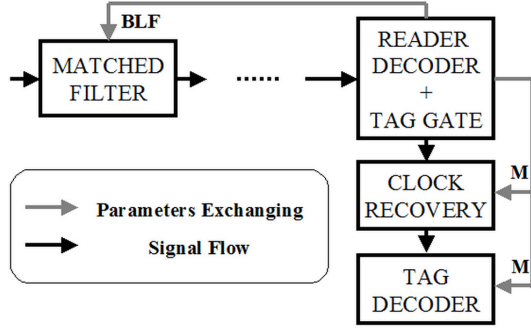 BLF
MATCHED
FILTER
......
READER
DECODER
+
TAG GATE
M
CLOCK
RECOVERY
M
TAG
DECODER
Parameters Exchanging
Signal Flow